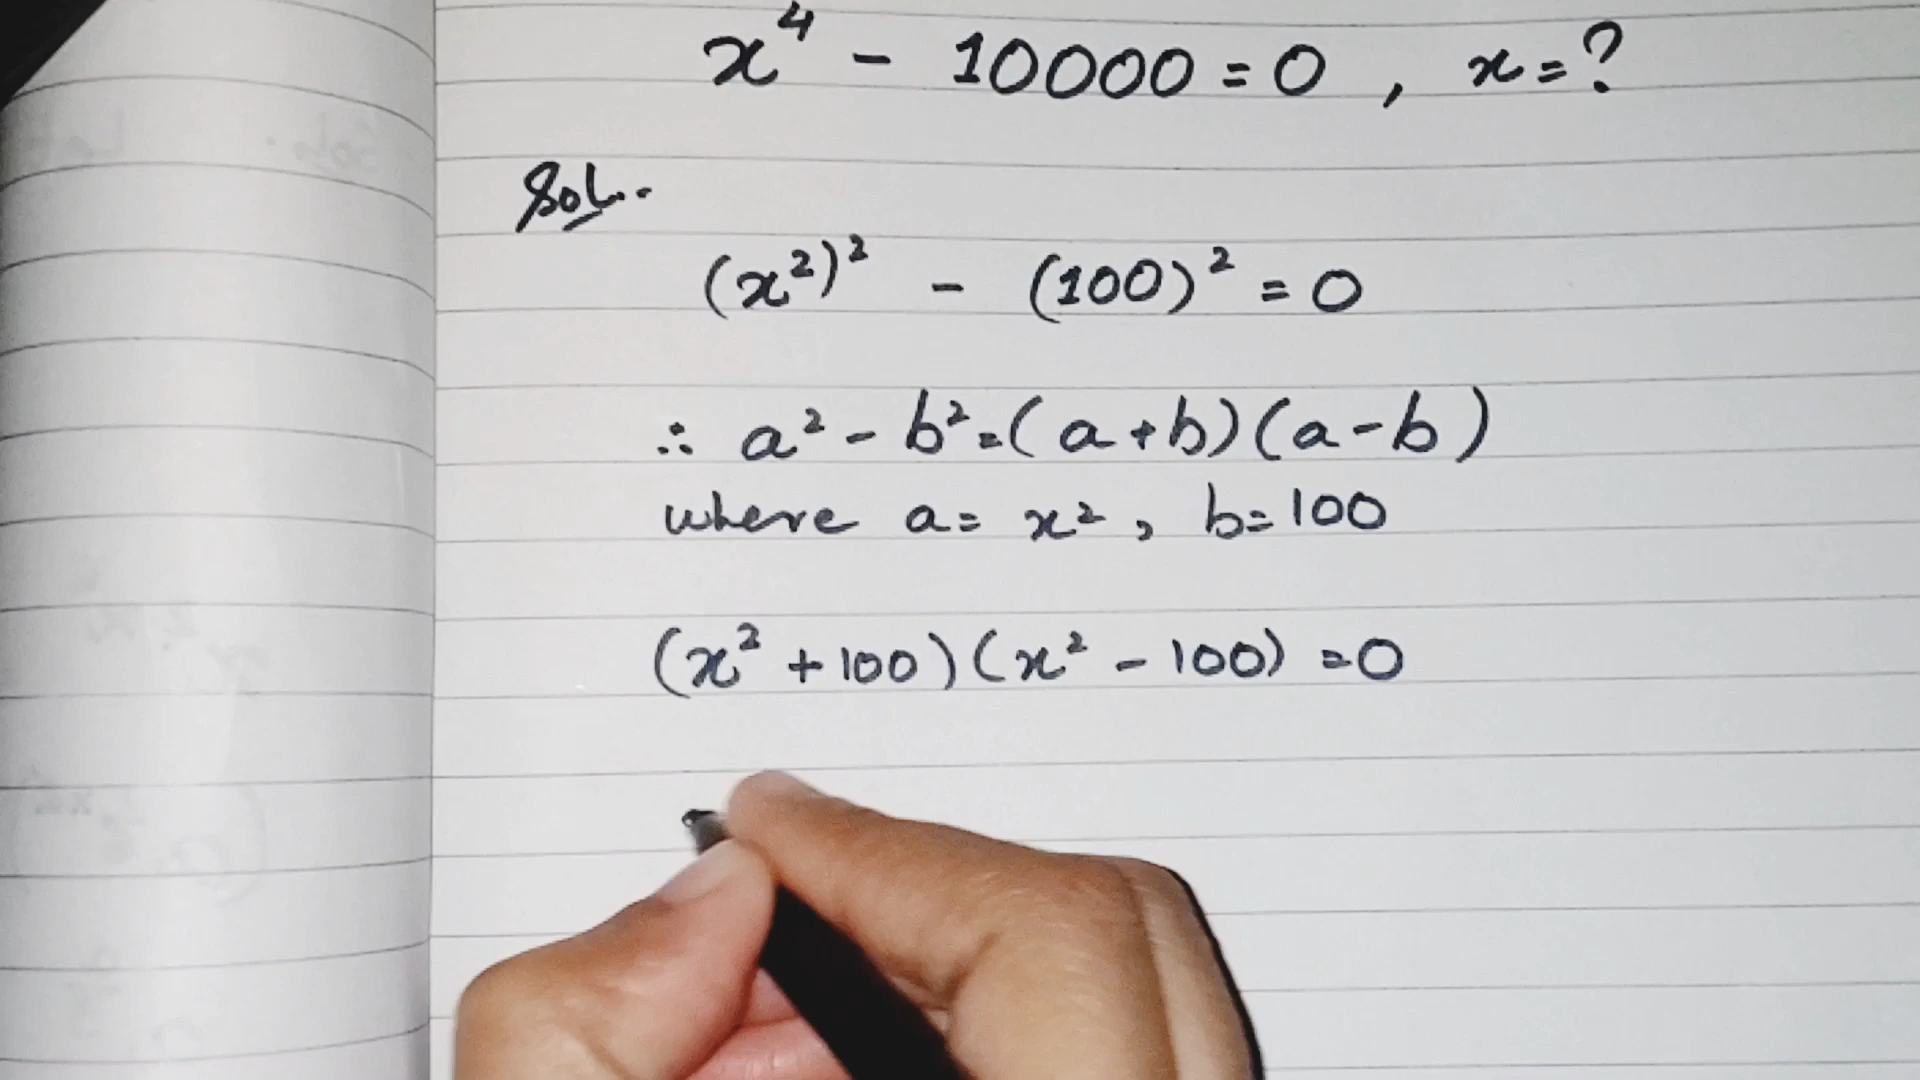 x⁴ - 10000 = 0 , x = ?
Sol.
(x²)² - (100)² = 0
∴ a² - b² = (a + b) (a - b)
where a = x² , b = 100
(x² + 100) (x² - 100) = 0